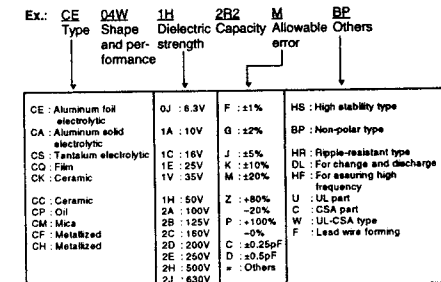 Ex.: CE 04W 1H 2R2 M BP
Type Shape and per-formance Dielectric strength Capacity Allowable error Others
CE : Aluminum foil electrolytic
CA : Aluminum solid electrolytic
CS : Tantalum electrolytic
CQ : Film
CK : Ceramic
CC : Ceramic
CP : Oil
CM : Mica
CF : Metallized
CH : Metallized
0J : 6.3V
1A : 10V
1C : 16V
1E : 25V
1V : 35V
1H : 50V
2A : 100V
2B : 125V
2C : 160V
2D : 200V
2E : 250V
2H : 500V
2J : 630V
F : ±1%
G : ±2%
J : ±5%
K : ±10%
M : ±20%
Z : +80%
-20%
P : +100%
-0%
C : ±0.25pF
D : ±0.5pF
= : Others
HS : High stability type
BP : Non-polar type
HR : Ripple-resistant type
DL : For change and discharge
HF : For assuring high frequency
U : UL part
C : CSA part
W : UL-CSA type
F : Lead wire forming